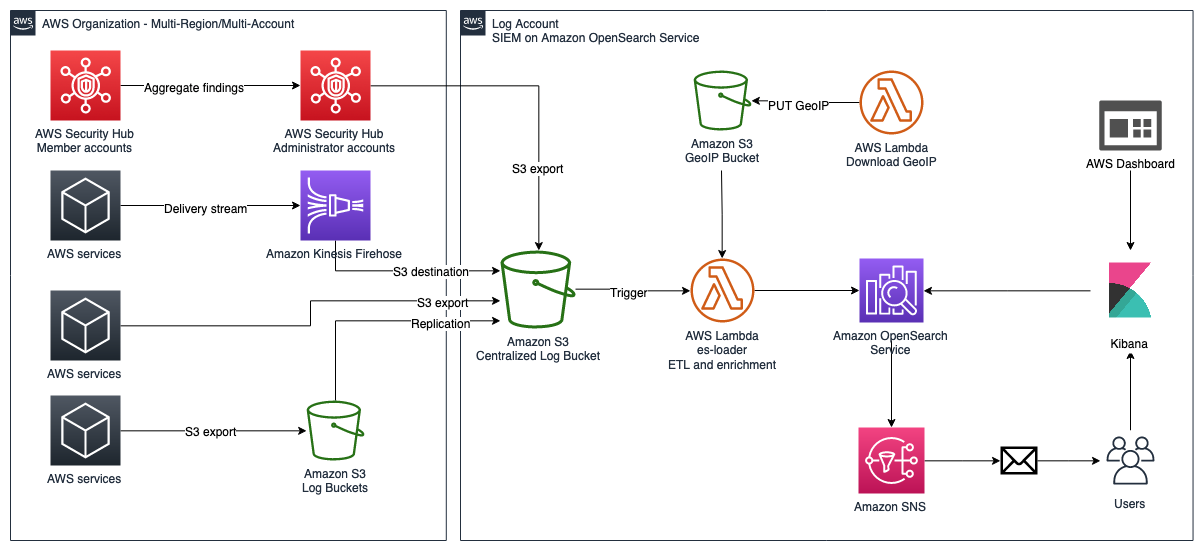 aws
AWS Organization - Multi-Region/Multi-Account
AWS Security Hub
Member accounts
Aggregate findings
AWS Security Hub
Administrator accounts
S3 export
AWS services
Delivery stream
Amazon Kinesis Firehose
S3 destination
AWS services
S3 export
Replication
AWS services
S3 export
Amazon S3
Log Buckets
aws
Log Account
SIEM on Amazon OpenSearch Service
Amazon S3
GeoIP Bucket
PUT GeoIP
AWS Lambda
Download GeoIP
AWS Dashboard
Amazon S3
Centralized Log Bucket
Trigger
AWS Lambda
es-loader
ETL and enrichment
Amazon OpenSearch
Service
Kibana
Amazon SNS
Users